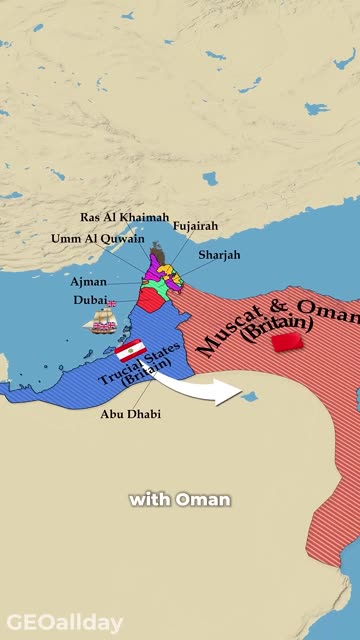 Ras Al Khaimah
Fujairah
Umm Al Quwain
Sharjah
Ajman
Dubai
Muscat & Oman
(Britain)
Trucial States
(Britain)
Abu Dhabi
with Oman
GEOallday